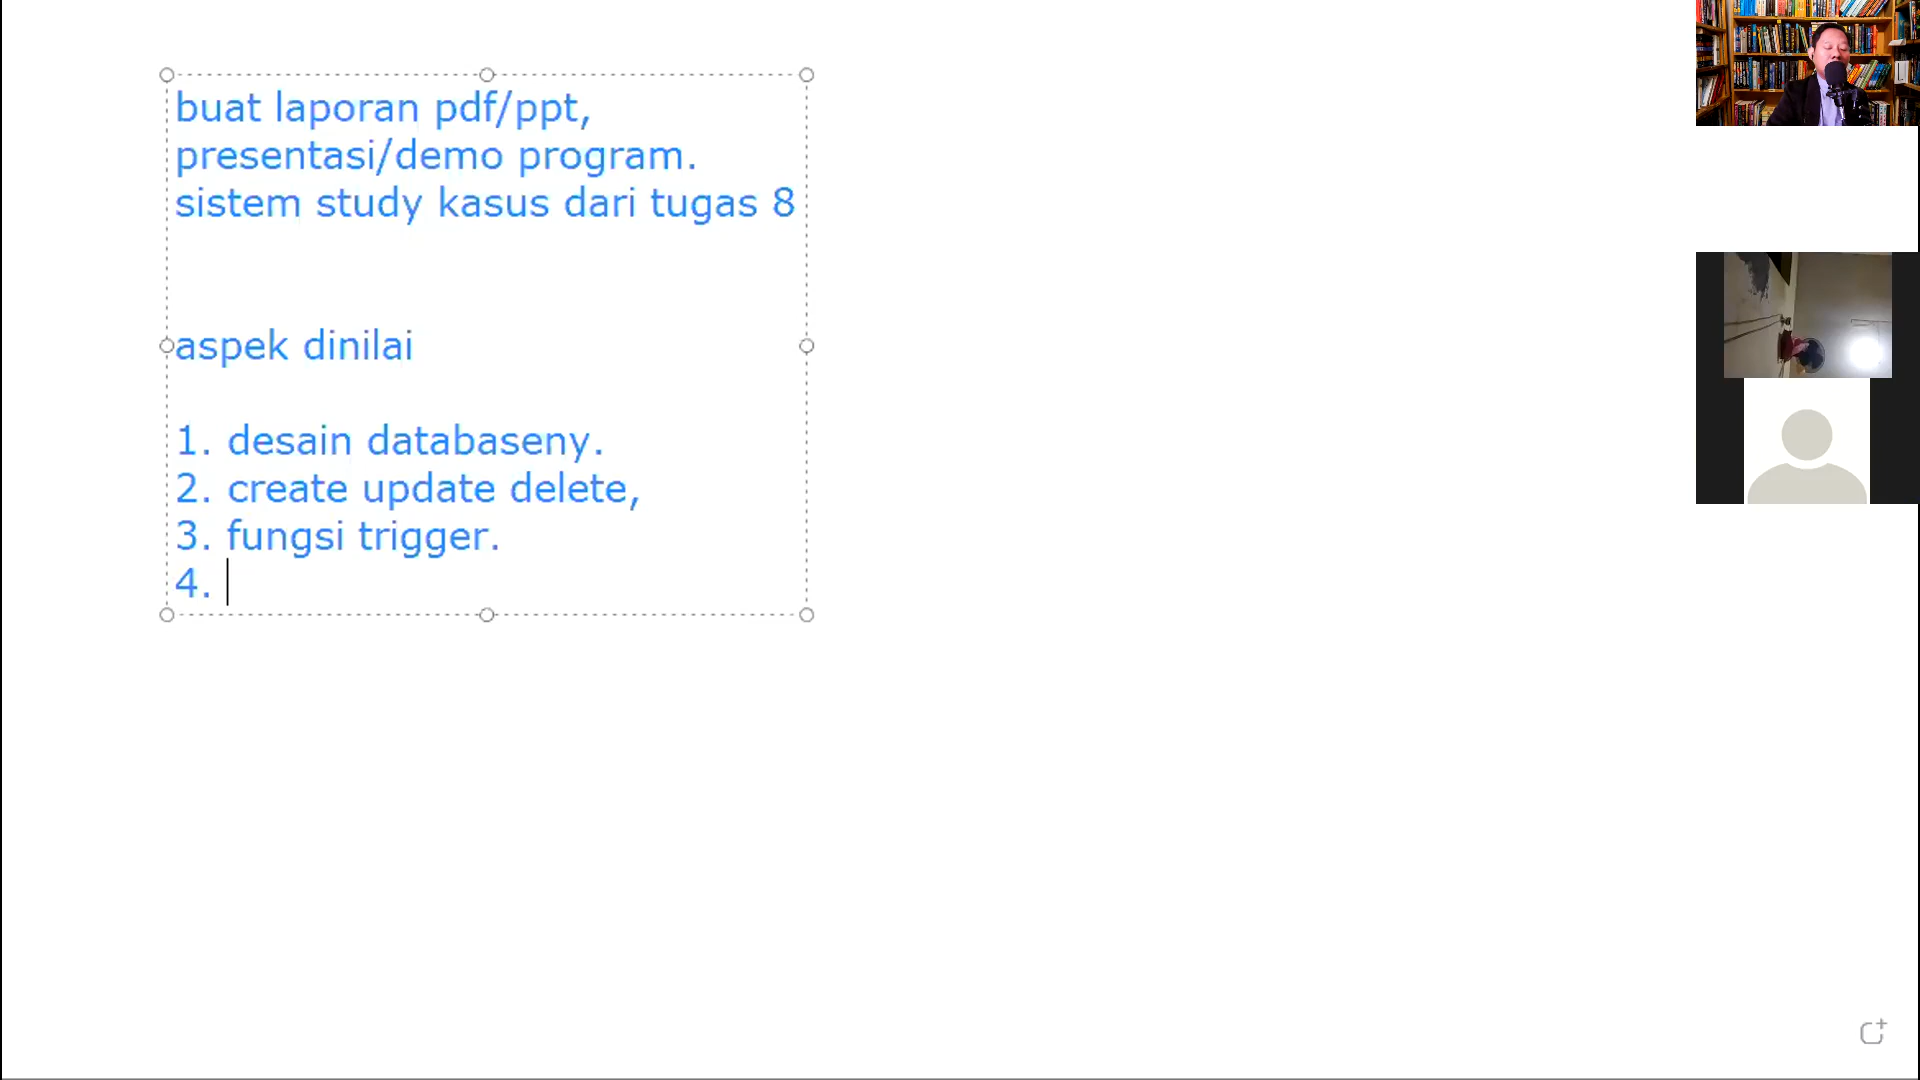 buat laporan pdf/ppt,
presentasi/demo program.
sistem study kasus dari tugas 8
aspek dinilai
1. desain databaseny.
2. create update delete,
3. fungsi trigger.
4.